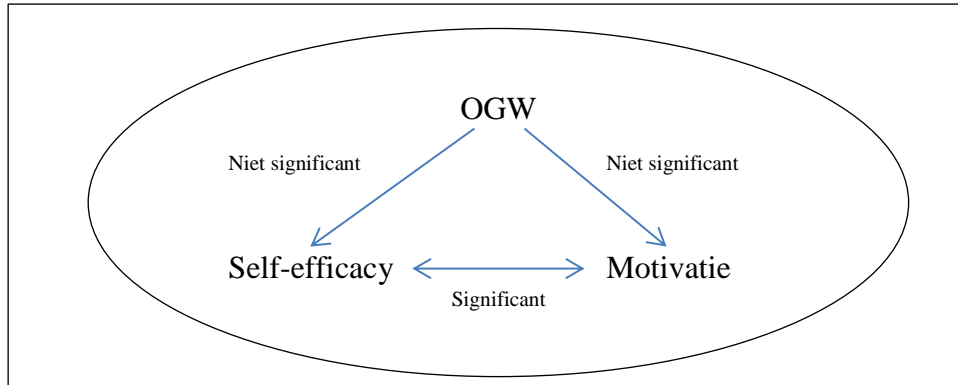 OGW
Niet significant
Niet significant
Self-efficacy
Motivatie
Significant